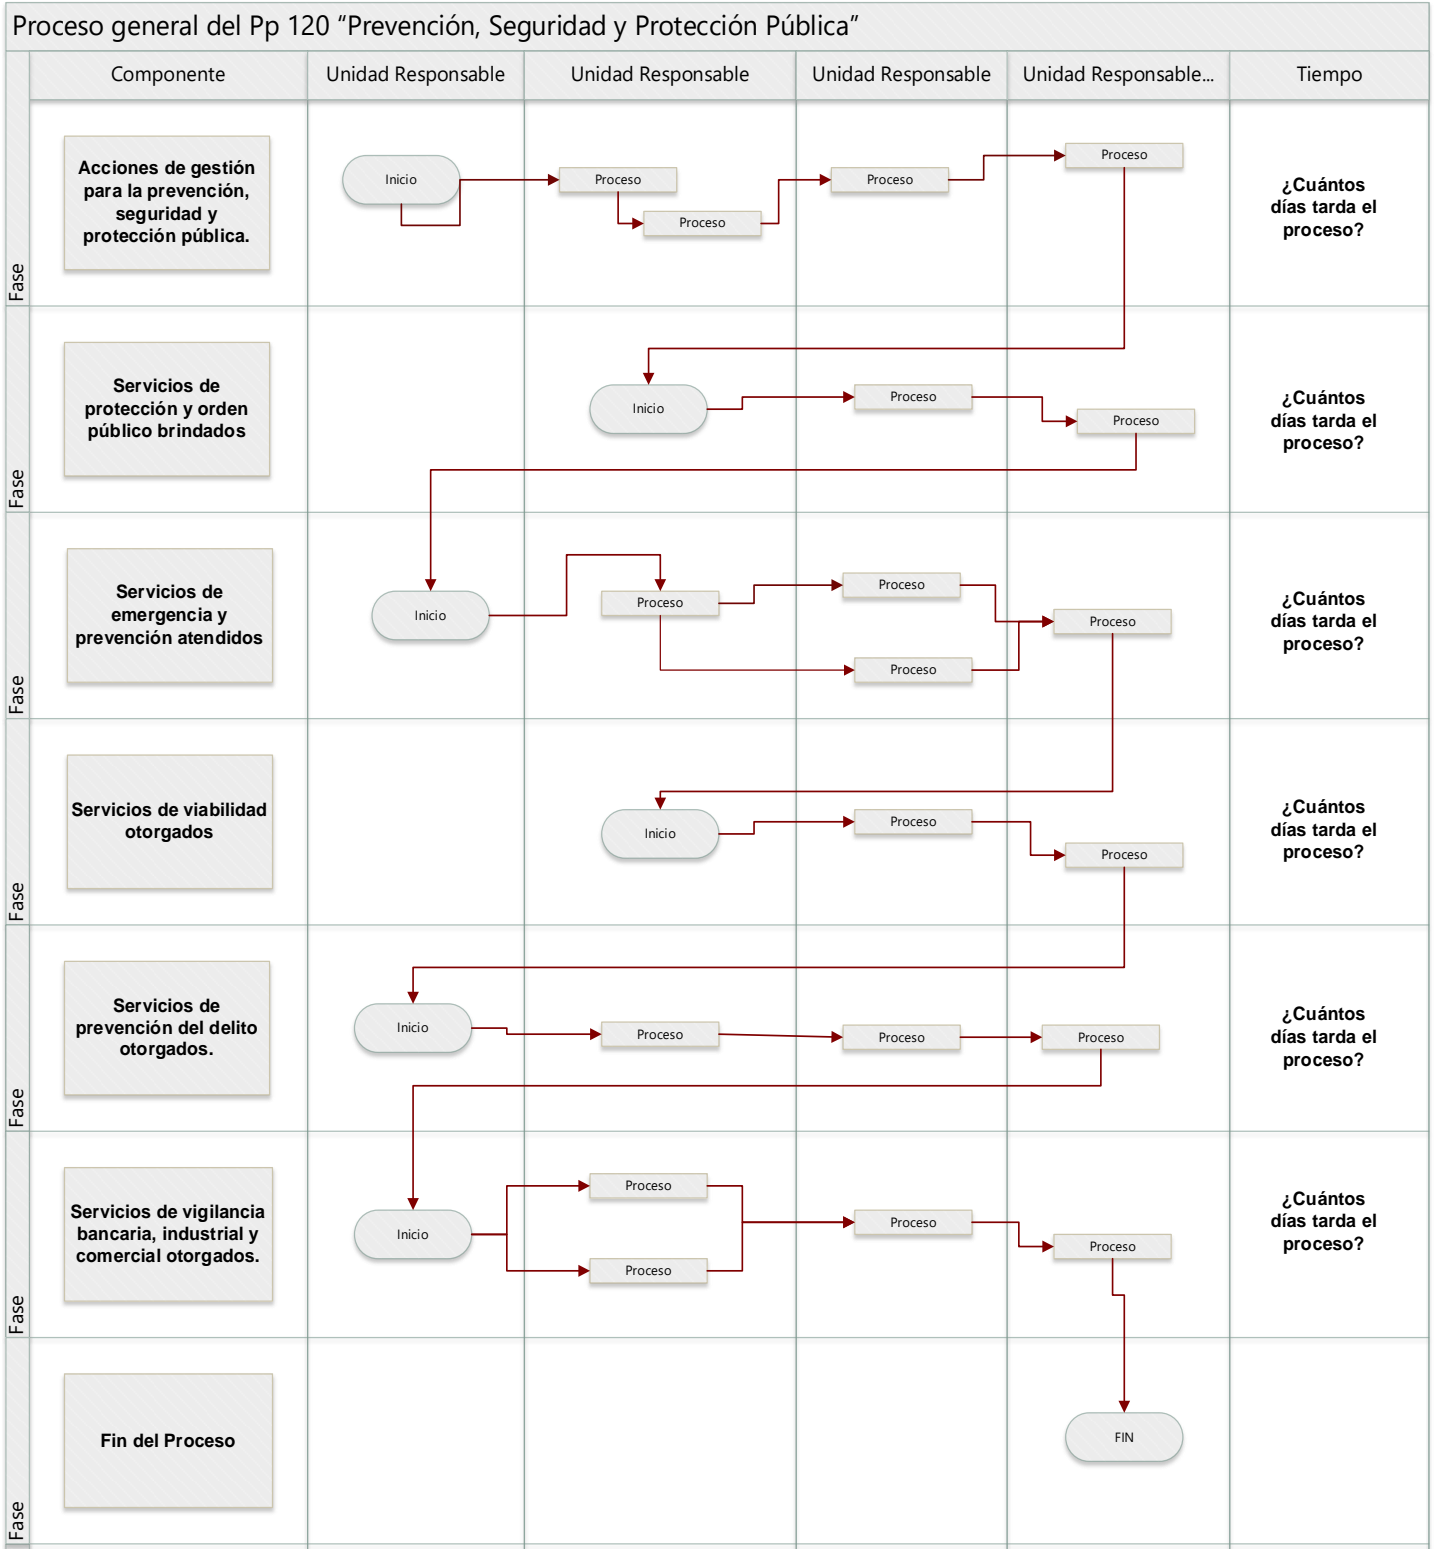 Proceso general del Pp 120 “Prevención, Seguridad y Protección Pública”
Componente
Unidad Responsable
Unidad Responsable
Unidad Responsable
Unidad Responsable...
Tiempo
Fase
Acciones de gestión
para la prevención,
seguridad y
protección pública.
Inicio
Proceso
Proceso
Proceso
Proceso
¿Cuántos
días tarda el
proceso?
Fase
Servicios de
protección y orden
público brindados
Inicio
Proceso
Proceso
¿Cuántos
días tarda el
proceso?
Fase
Servicios de
emergencia y
prevención atendidos
Inicio
Proceso
Proceso
Proceso
Proceso
¿Cuántos
días tarda el
proceso?
Fase
Servicios de viabilidad
otorgados
Inicio
Proceso
Proceso
¿Cuántos
días tarda el
proceso?
Fase
Servicios de
prevención del delito
otorgados.
Inicio
Proceso
Proceso
Proceso
¿Cuántos
días tarda el
proceso?
Fase
Servicios de vigilancia
bancaria, industrial y
comercial otorgados.
Inicio
Proceso
Proceso
Proceso
Proceso
¿Cuántos
días tarda el
proceso?
Fase
Fin del Proceso
FIN